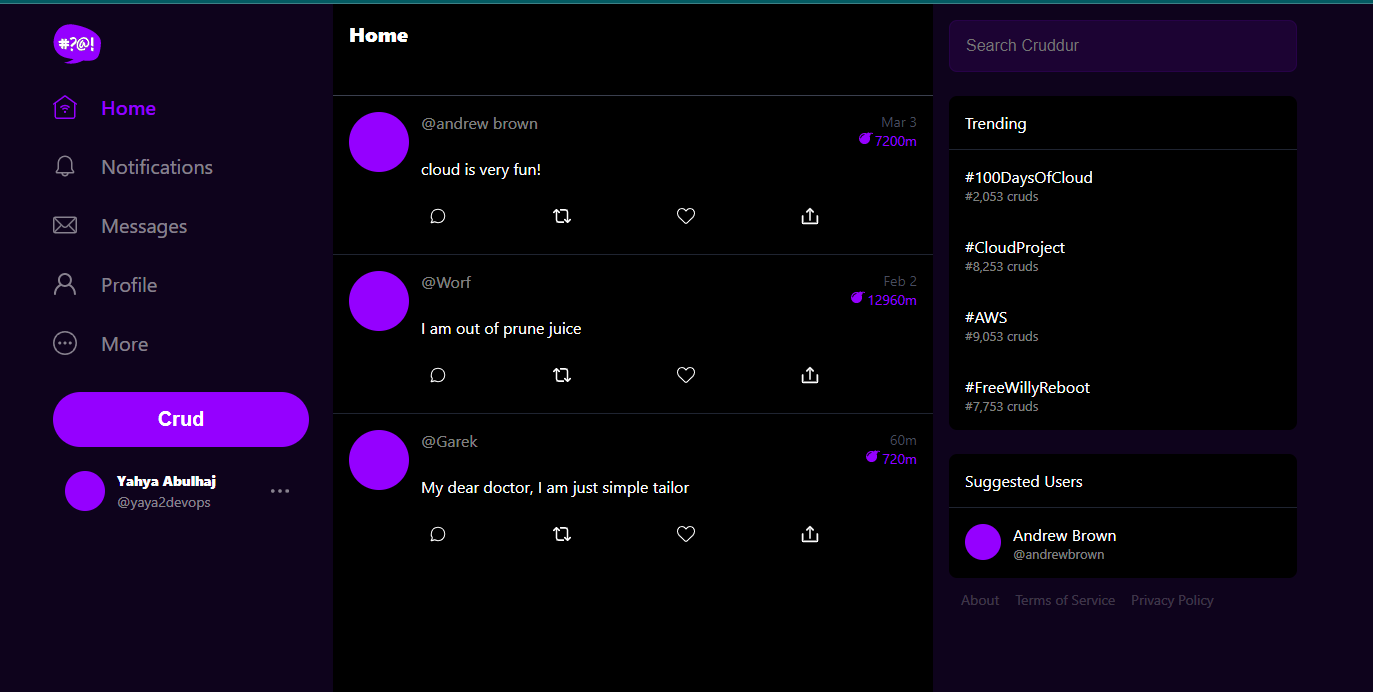 #?@!
Home
Notifications
Messages
Profile
More
Crud
Yahya Abulhaj
@yaya2devops
Home
@andrew brown
Mar 3
7200m
cloud is very fun!
@Worf
Feb 2
12960m
I am out of prune juice
@Garek
60m
720m
My dear doctor, I am just simple tailor
Search Cruddur
Trending
#100DaysOfCloud
#2,053 cruds
#CloudProject
#8,253 cruds
#AWS
#9,053 cruds
#FreeWillyReboot
#7,753 cruds
Suggested Users
Andrew Brown
@andrewbrown
About Terms of Service Privacy Policy